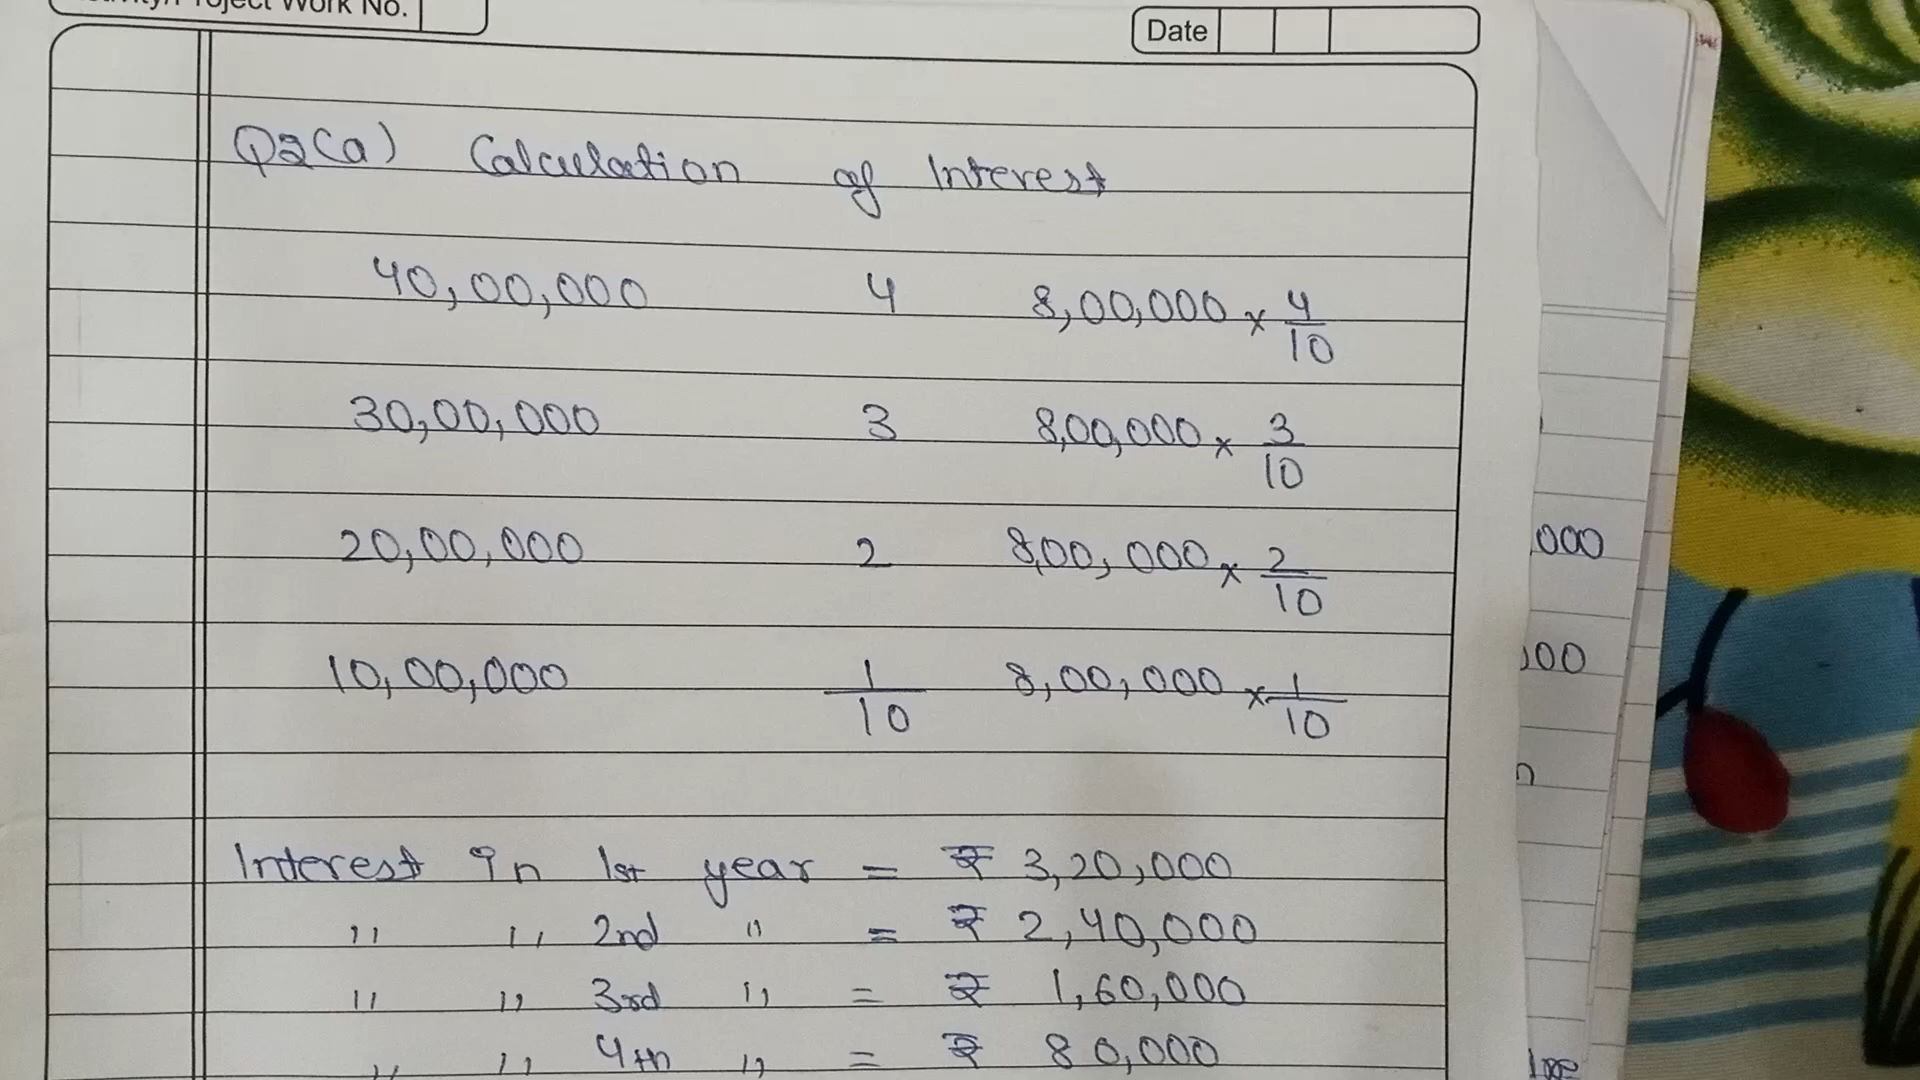 Project Work No.
Date
Q2(a) Calculation of Interest
40,00,000 4 8,00,000 × 4/10
30,00,000 3 8,00,000 × 3/10
20,00,000 2 8,00,000 × 2/10
10,00,000 1/10 8,00,000 × 1/10
Interest in 1st year = ₹ 3,20,000
" " 2nd " = ₹ 2,40,000
" " 3rd " = ₹ 1,60,000
" " 4th " = ₹ 80,000
000
00